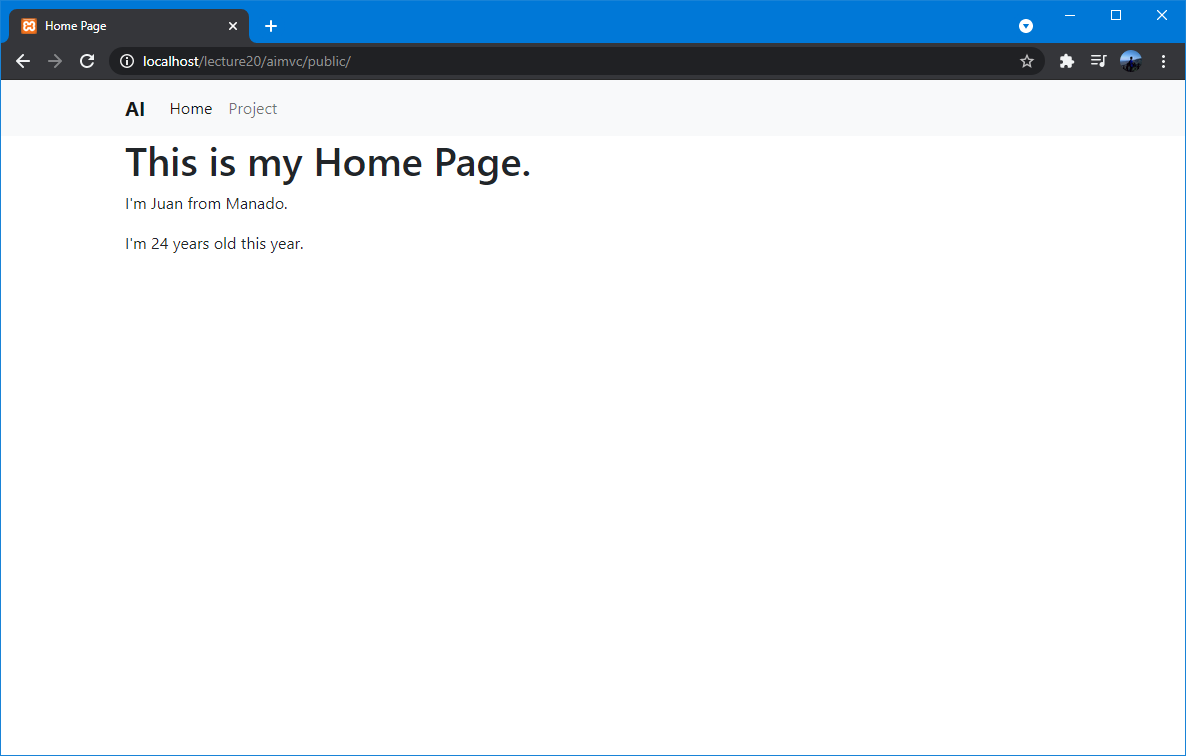 Home Page
localhost/lecture20/aimvc/public/
AI Home Project
This is my Home Page.
I'm Juan from Manado.
I'm 24 years old this year.